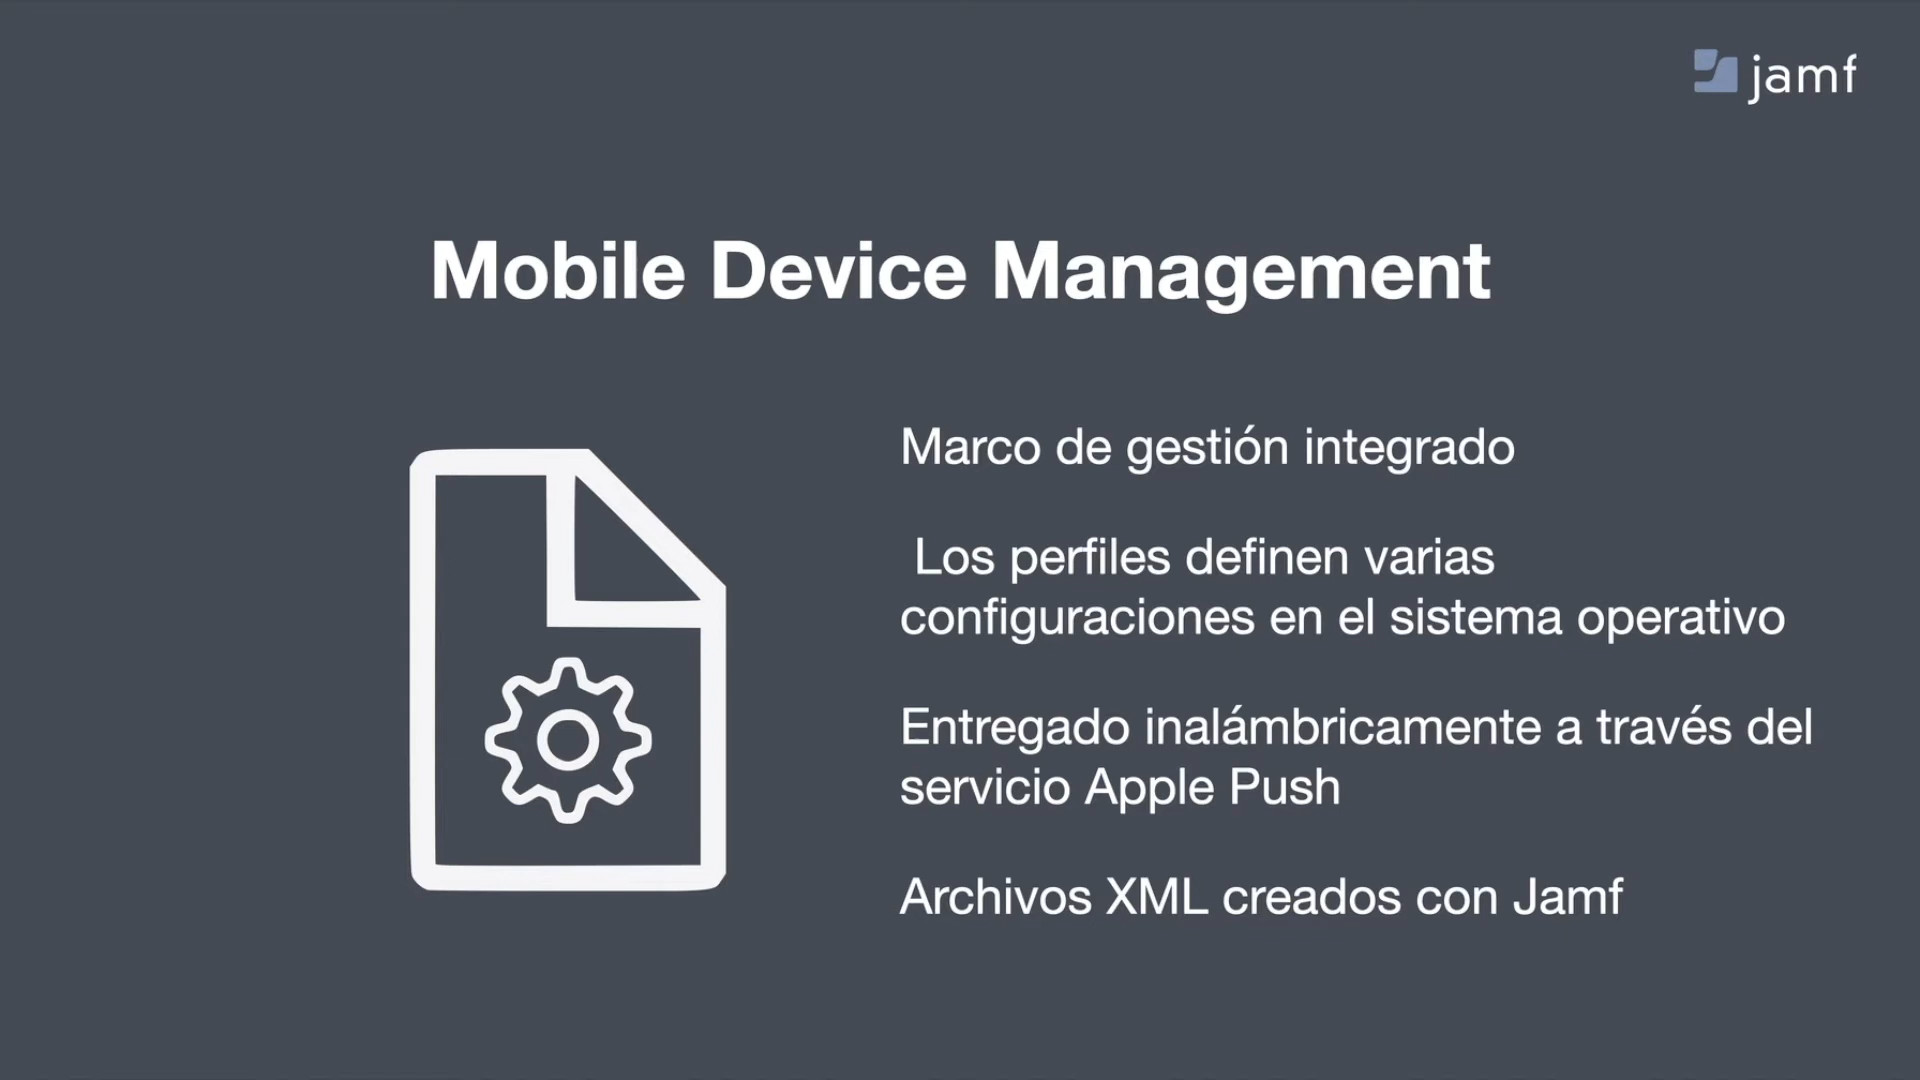 jamf
Mobile Device Management
Marco de gestión integrado
Los perfiles definen varias
configuraciones en el sistema operativo
Entregado inalámbricamente a través del
servicio Apple Push
Archivos XML creados con Jamf